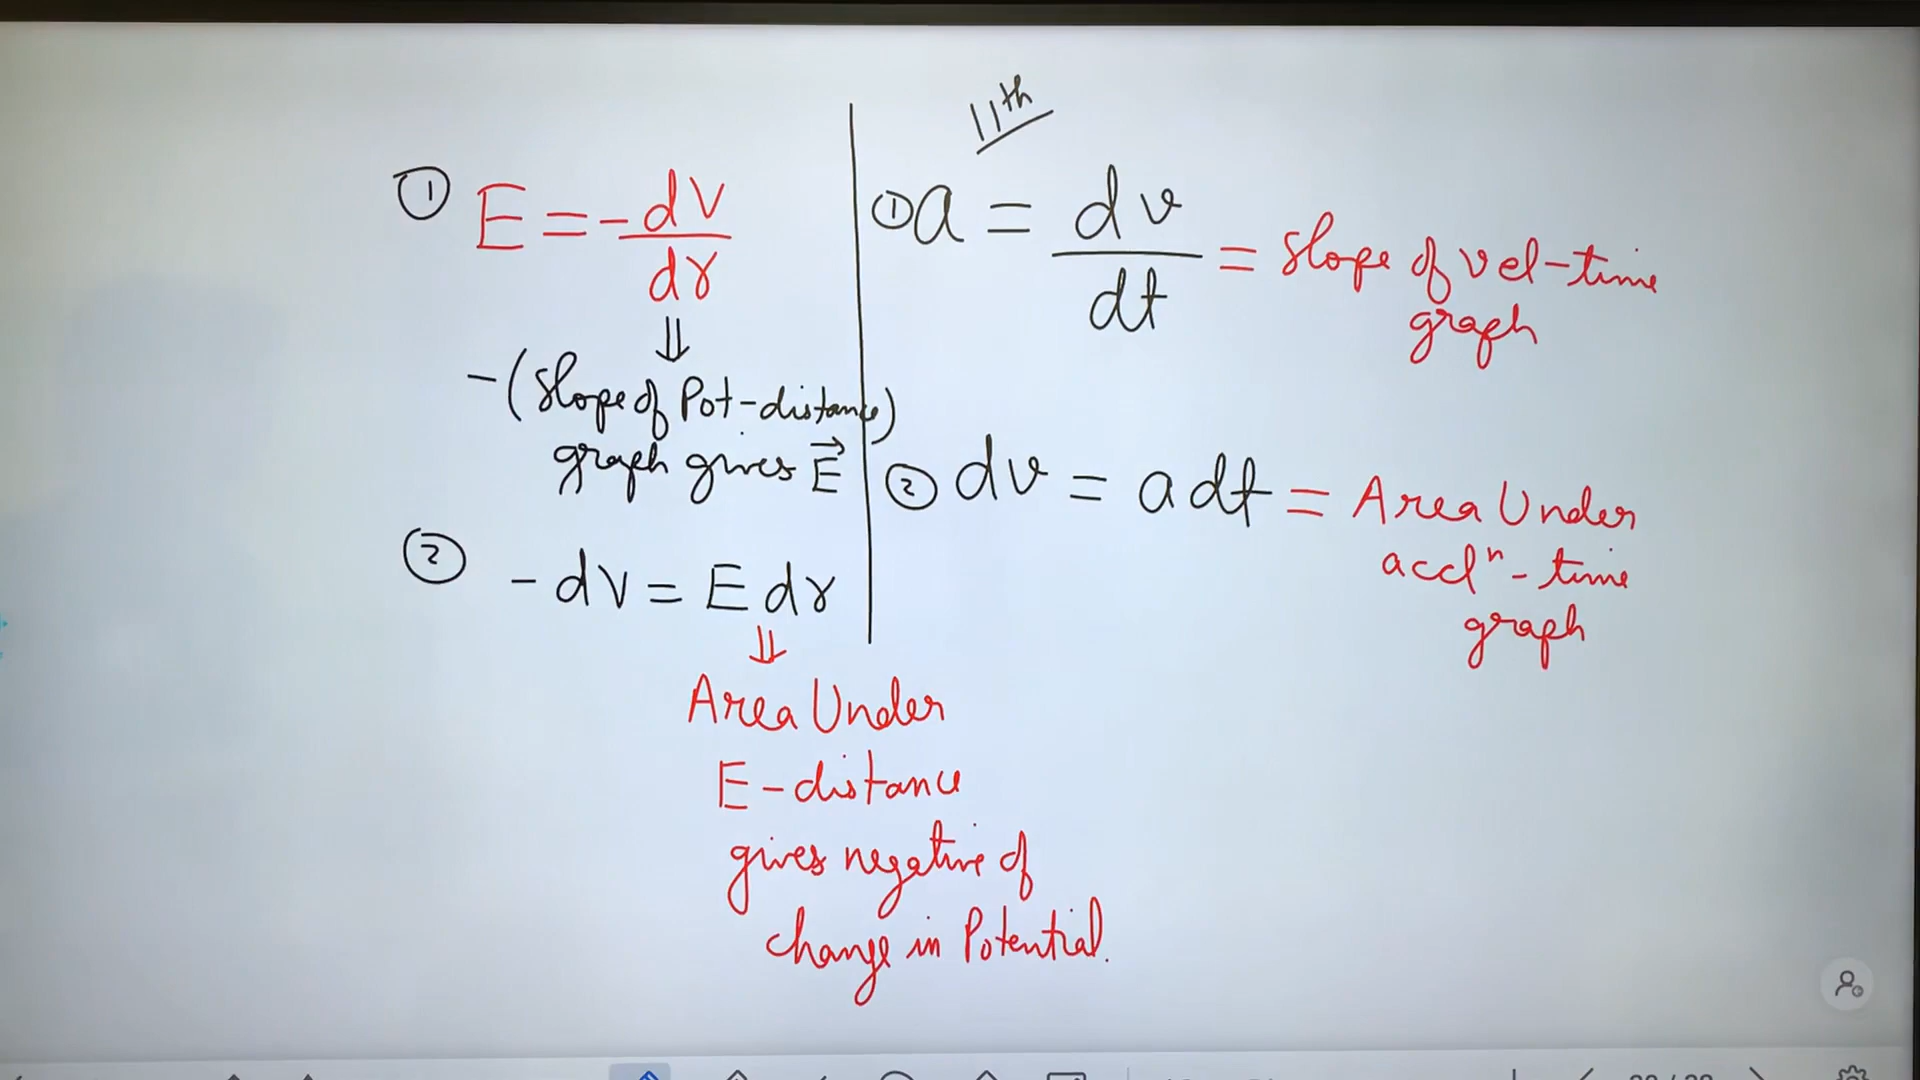 11th
① E = - dV
dr
⇓
- (slope of Pot-distance)
graph gives E⃗
② - dV = E dr
⇓
Area Under
E-distance
gives negative of
change in Potential.
① a = dv = slope of vel-time
dt
graph
② dv = a dt = Area Under
accl^n - time
graph